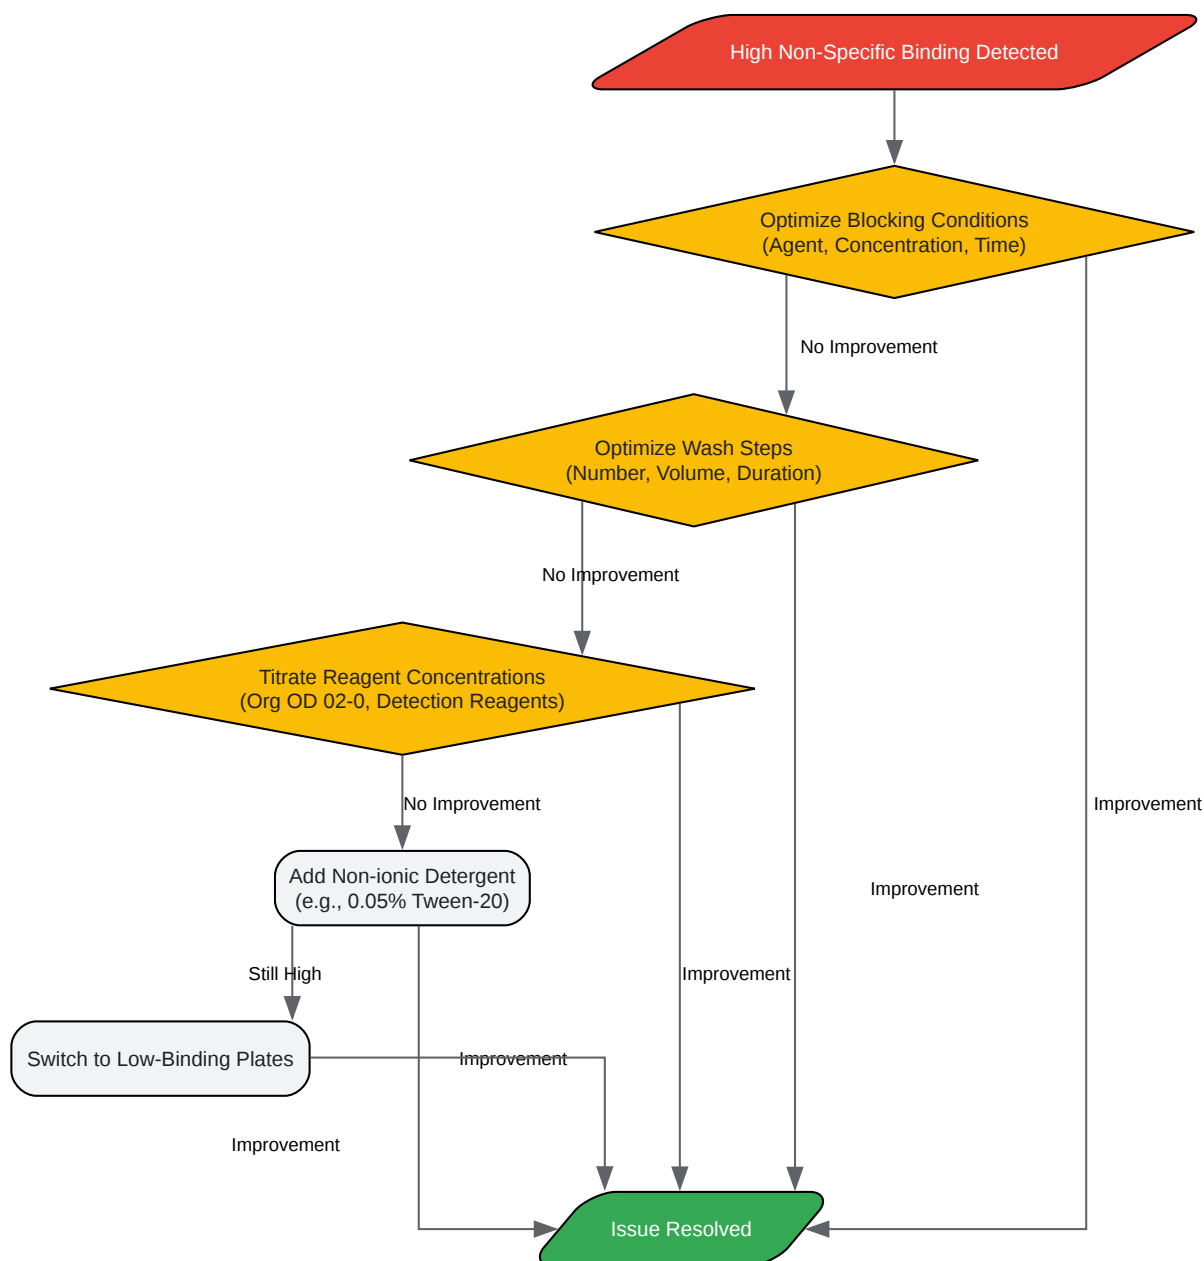 High Non-Specific Binding Detected
Optimize Blocking Conditions
(Agent, Concentration, Time)
No Improvement
Optimize Wash Steps
(Number, Volume, Duration)
No Improvement
Titrate Reagent Concentrations
(Org OD 02-0, Detection Reagents)
No Improvement
Improvement
Add Non-ionic Detergent
(e.g., 0.05% Tween-20)
Improvement
Still High
Improvement
Switch to Low-Binding Plates
Improvement
Improvement
Issue Resolved